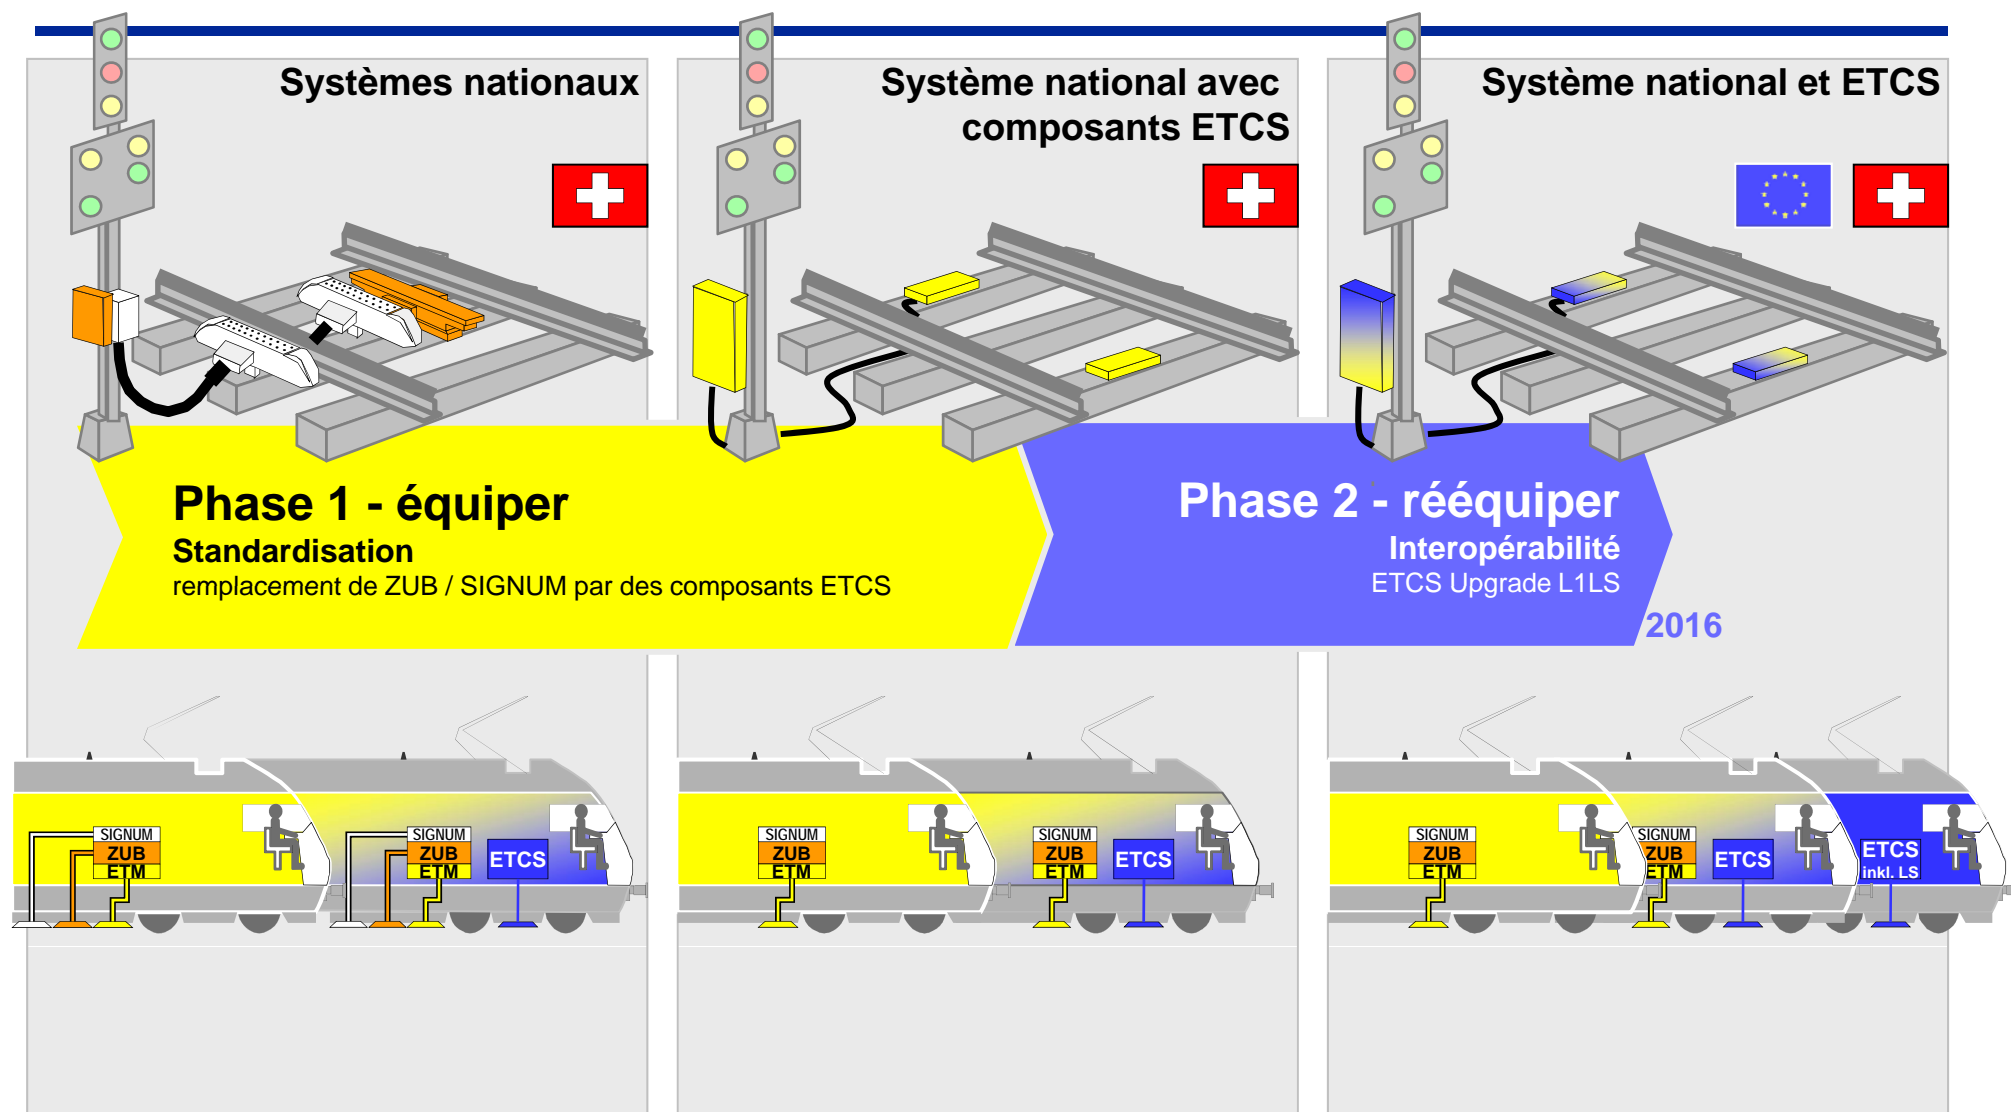 Systèmes nationaux
Système national avec
composants ETCS
Système national et ETCS
Phase 1 - équiper
Standardisation
remplacement de ZUB / SIGNUM par des composants ETCS
Phase 2 - rééquiper
Interopérabilité
ETCS Upgrade L1LS
2016
SIGNUM
ZUB
ETM
SIGNUM
ZUB
ETM
ETCS
SIGNUM
ZUB
ETM
SIGNUM
ZUB
ETM
ETCS
SIGNUM
ZUB
ETM
SIGNUM
ZUB
ETM
ETCS
ETCS
inkl. LS